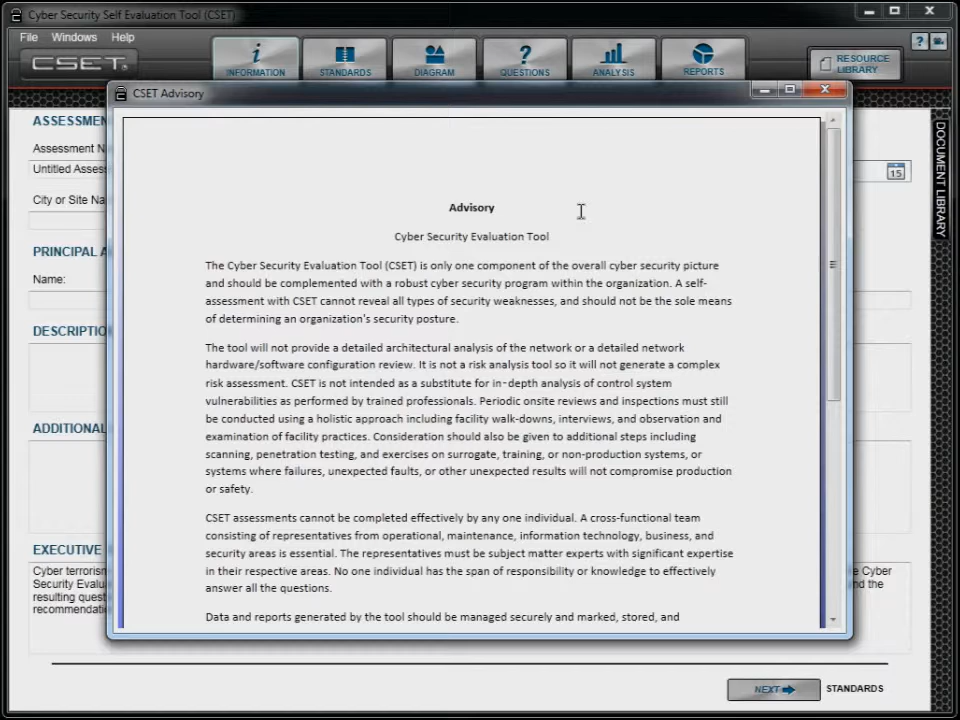 Cyber Security Self Evaluation Tool (CSET)
File Windows Help
CSET
INFORMATION
STANDARDS
DIAGRAM
QUESTIONS
ANALYSIS
REPORTS
RESOURCE
LIBRARY
CSET Advisory
Advisory
Cyber Security Evaluation Tool
The Cyber Security Evaluation Tool (CSET) is only one component of the overall cyber security picture
and should be complemented with a robust cyber security program within the organization. A self-
assessment with CSET cannot reveal all types of security weaknesses, and should not be the sole means
of determining an organization's security posture.
The tool will not provide a detailed architectural analysis of the network or a detailed network
hardware/software configuration review. It is not a risk analysis tool so it will not generate a complex
risk assessment. CSET is not intended as a substitute for in-depth analysis of control system
vulnerabilities as performed by trained professionals. Periodic onsite reviews and inspections must still
be conducted using a holistic approach including facility walk-downs, interviews, and observation and
examination of facility practices. Consideration should also be given to additional steps including
scanning, penetration testing, and exercises on surrogate, training, or non-production systems, or
systems where failures, unexpected faults, or other unexpected results will not compromise production
or safety.
CSET assessments cannot be completed effectively by any one individual. A cross-functional team
consisting of representatives from operational, maintenance, information technology, business, and
security areas is essential. The representatives must be subject matter experts with significant expertise
in their respective areas. No one individual has the span of responsibility or knowledge to effectively
answer all the questions.
Data and reports generated by the tool should be managed securely and marked, stored, and
ASSESSMEN
Assessment N
Untitled Asses
15
City or Site Na
PRINCIPAL A
Name:
DESCRIPTIO
ADDITIONAL
EXECUTIVE
Cyber terroris
Security Evalu
resulting quest
recommendatio
e Cyber
nd the
DOCUMENT LIBRARY
NEXT
STANDARDS